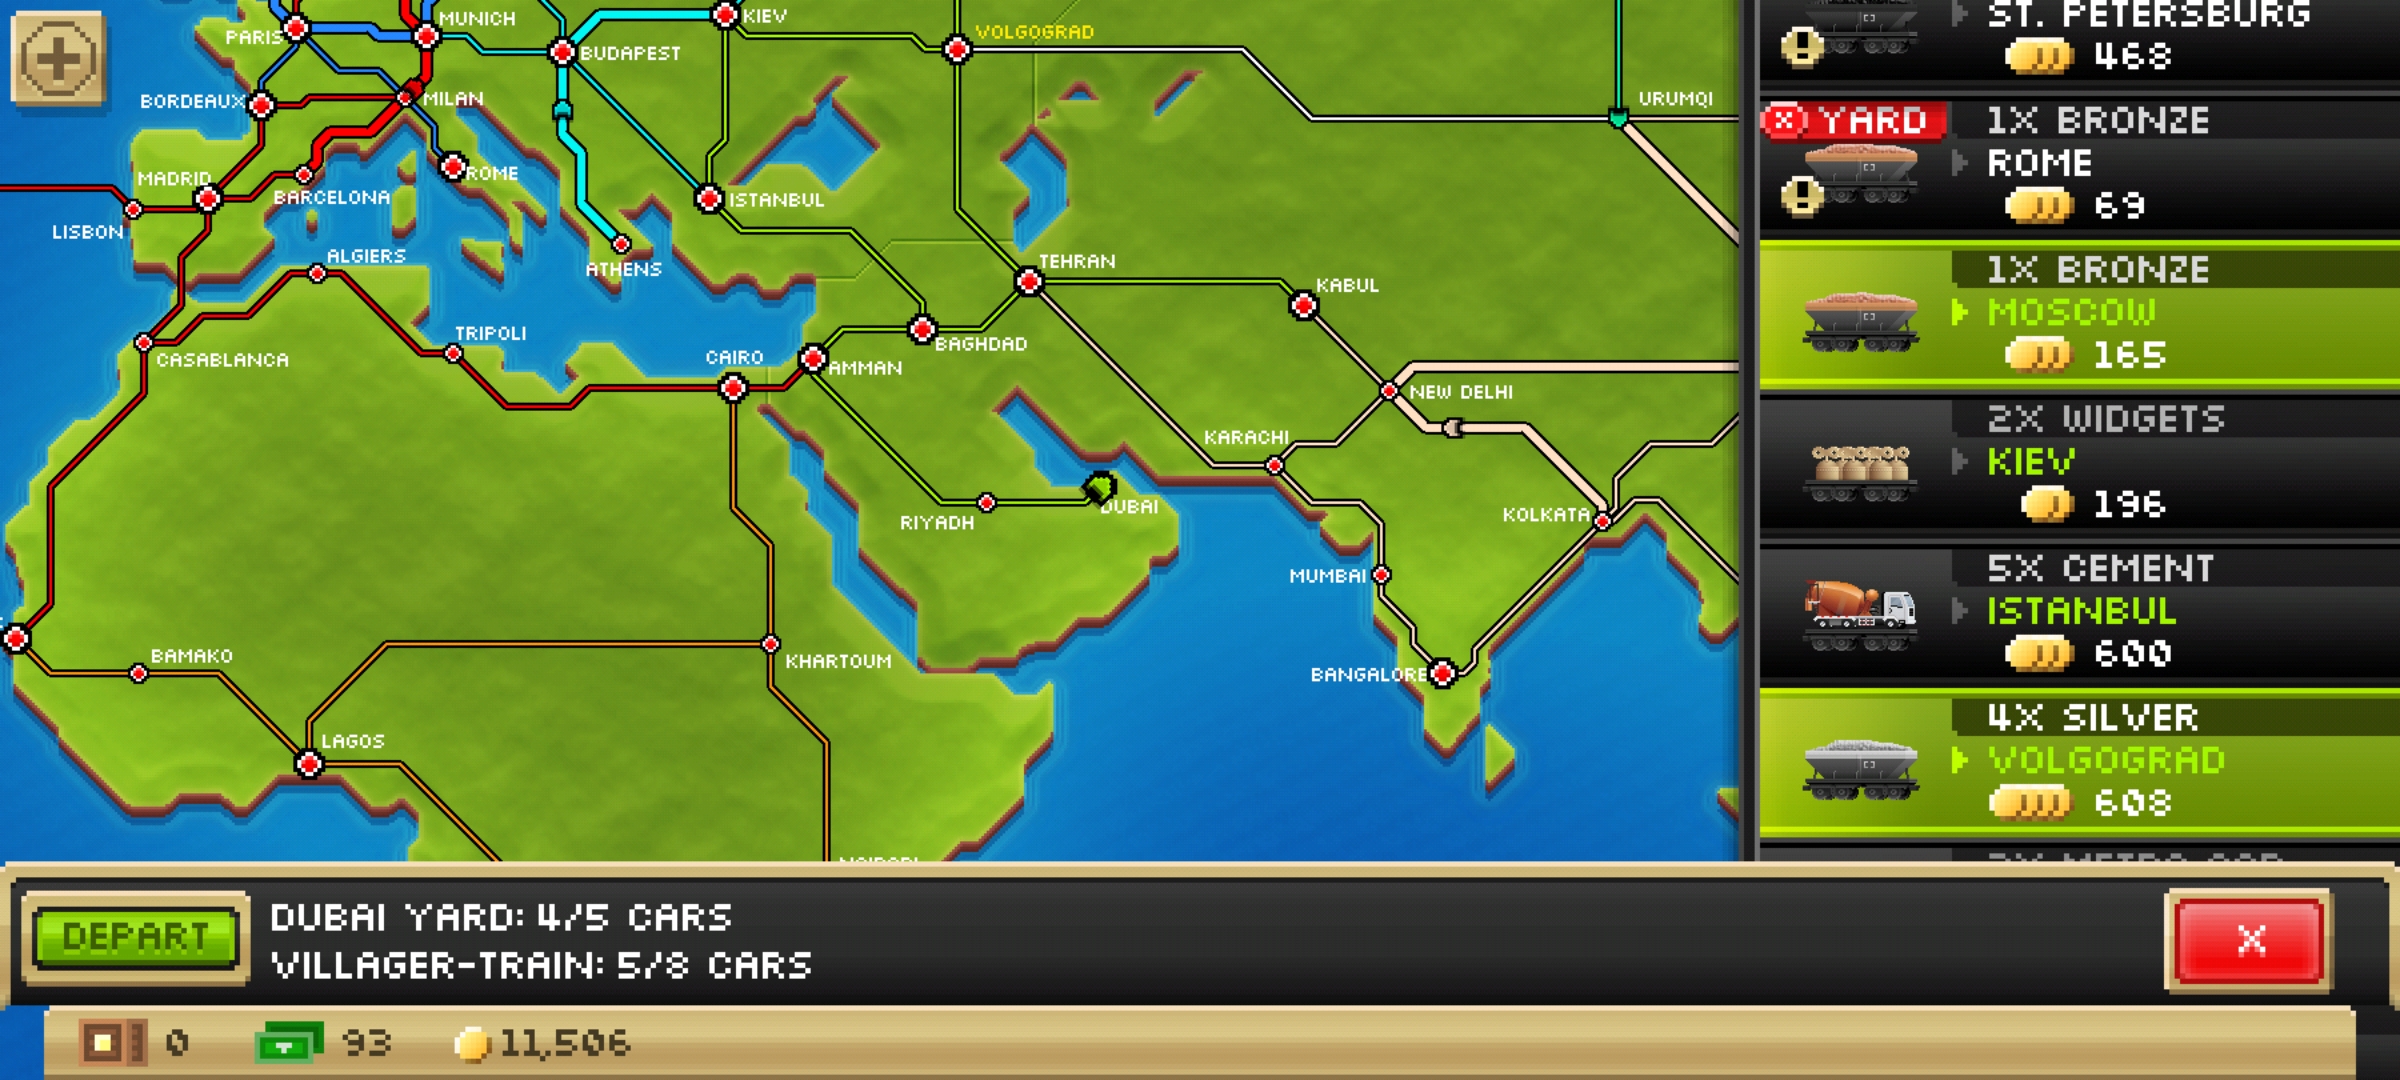 PARIS
MUNICH
KIEV
VOLGOGRAD
BUDAPEST
BORDEAUX
MILAN
URUMQI
MADRID
ROME
BARCELONA
ISTANBUL
LISBON
ALGIERS
ATHENS
TEHRAN
KABUL
TRIPOLI
CASABLANCA
CAIRO
BAGHDAD
AMMAN
NEW DELHI
KARACHI
RIYADH
DUBAI
KOLKATA
MUMBAI
BAMAKO
KHARTOUM
BANGALORE
LAGOS
ST. PETERSBURG
468
YARD
1X BRONZE
ROME
69
1X BRONZE
MOSCOW
165
2X WIDGETS
KIEV
196
5X CEMENT
ISTANBUL
600
4X SILVER
VOLGOGRAD
608
DEPART
DUBAI YARD: 4/5 CARS
VILLAGER-TRAIN: 5/8 CARS
X
0
93
11,506